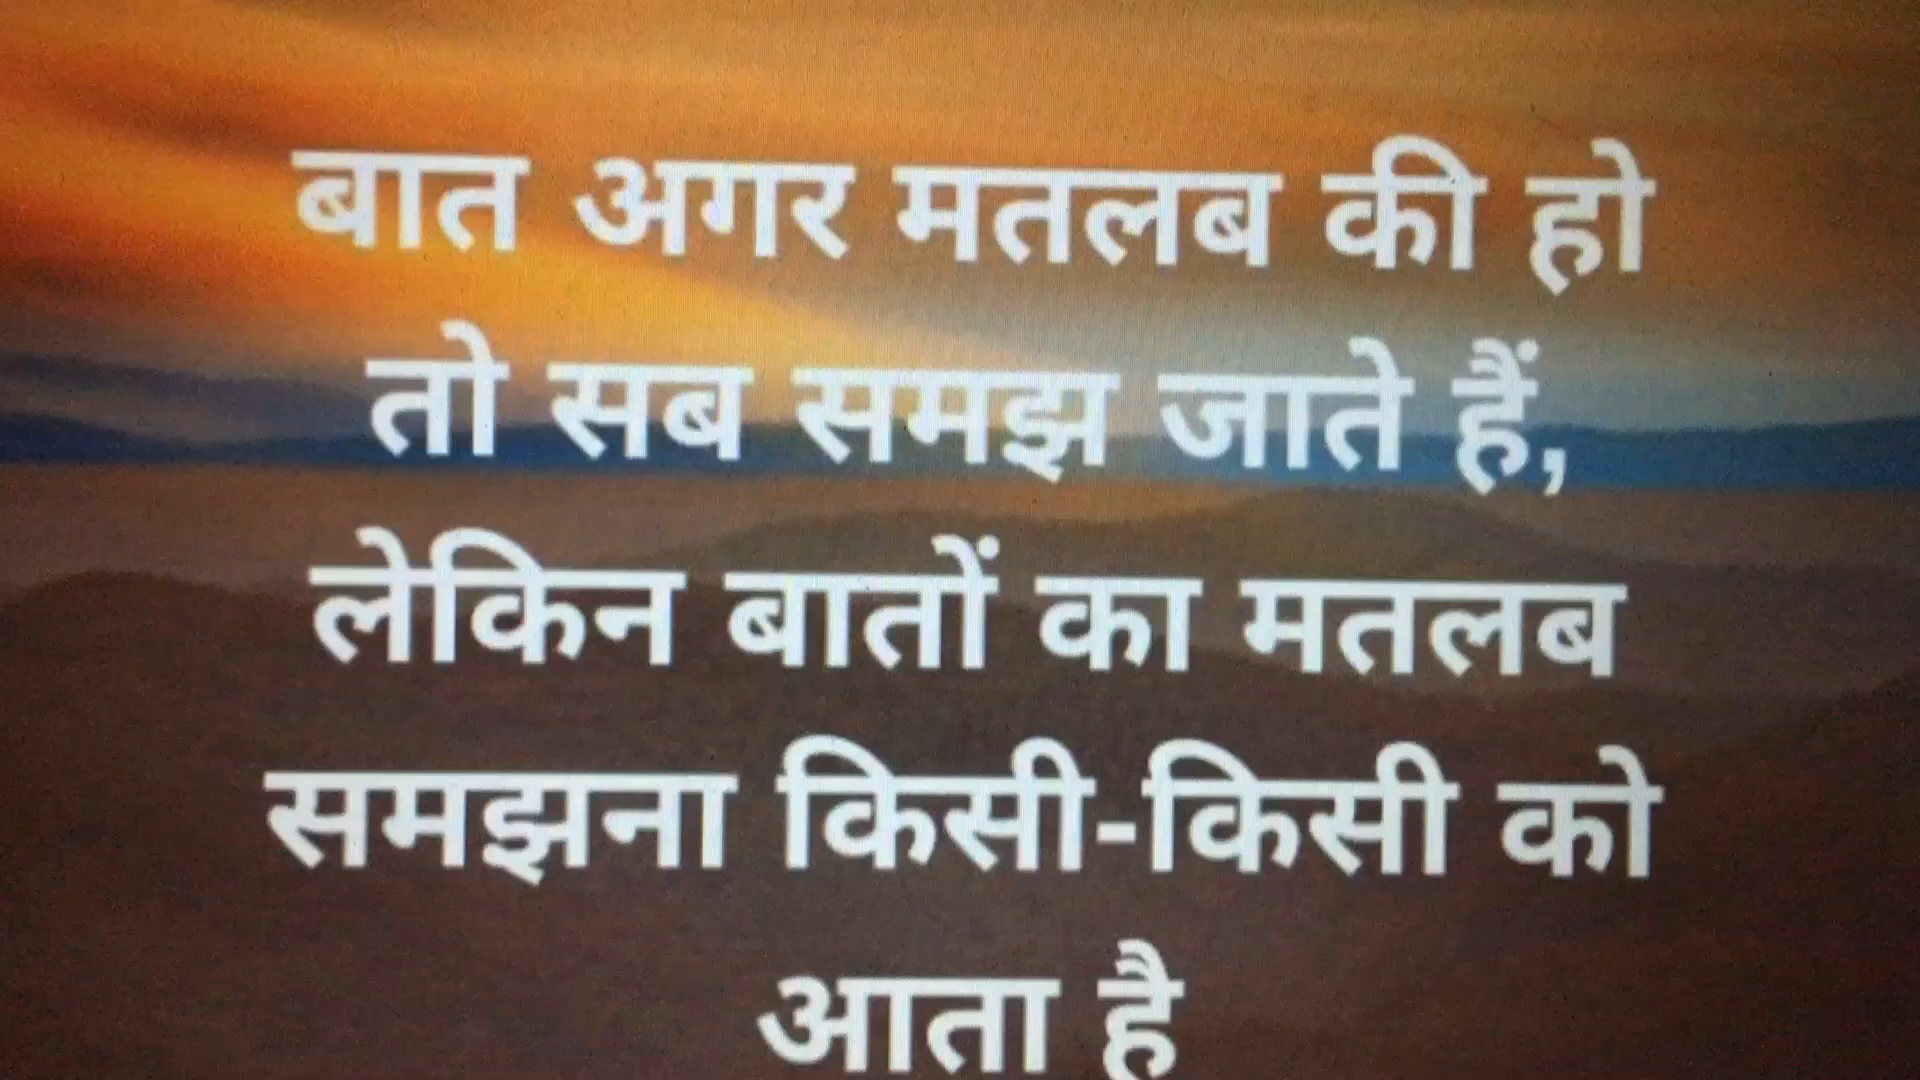 बात अगर मतलब की हो
तो सब समझ जाते हैं,
लेकिन बातों का मतलब
समझना किसी-किसी को
आता है